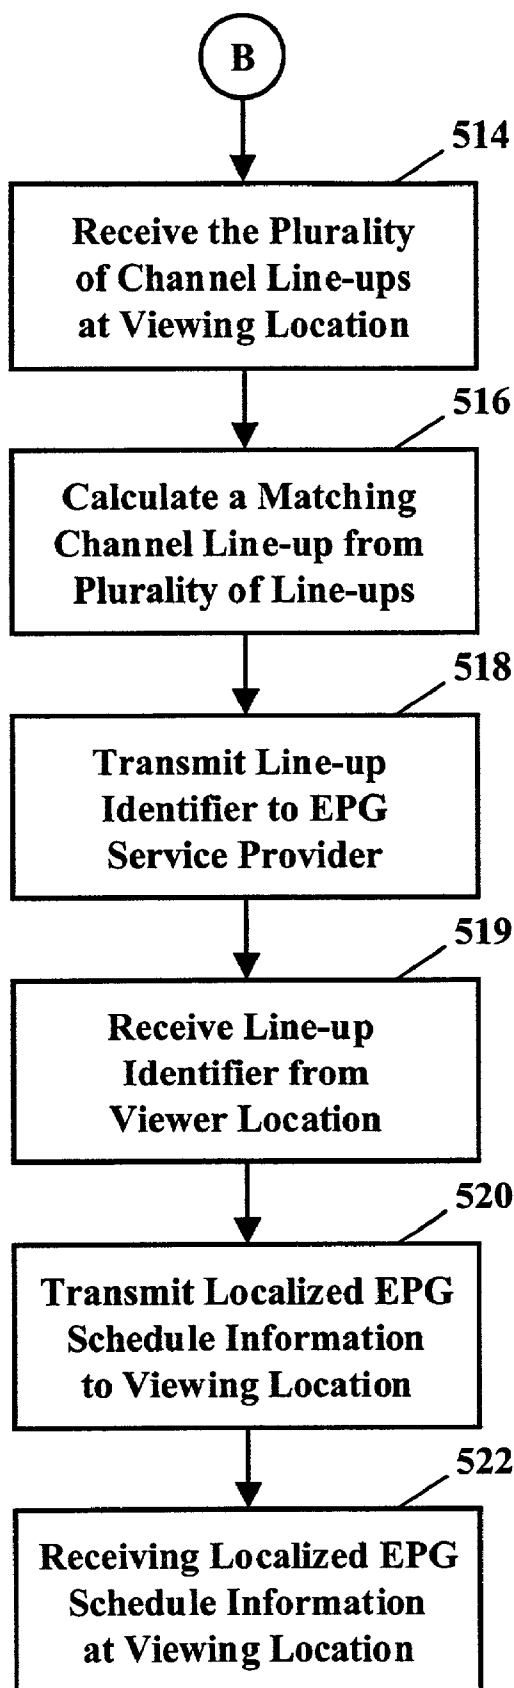 B
514
Receive the Plurality
of Channel Line-ups
at Viewing Location
516
Calculate a Matching
Channel Line-up from
Plurality of Line-ups
518
Transmit Line-up
Identifier to EPG
Service Provider
519
Receive Line-up
Identifier from
Viewer Location
520
Transmit Localized EPG
Schedule Information
to Viewing Location
522
Receiving Localized EPG
Schedule Information
at Viewing Location